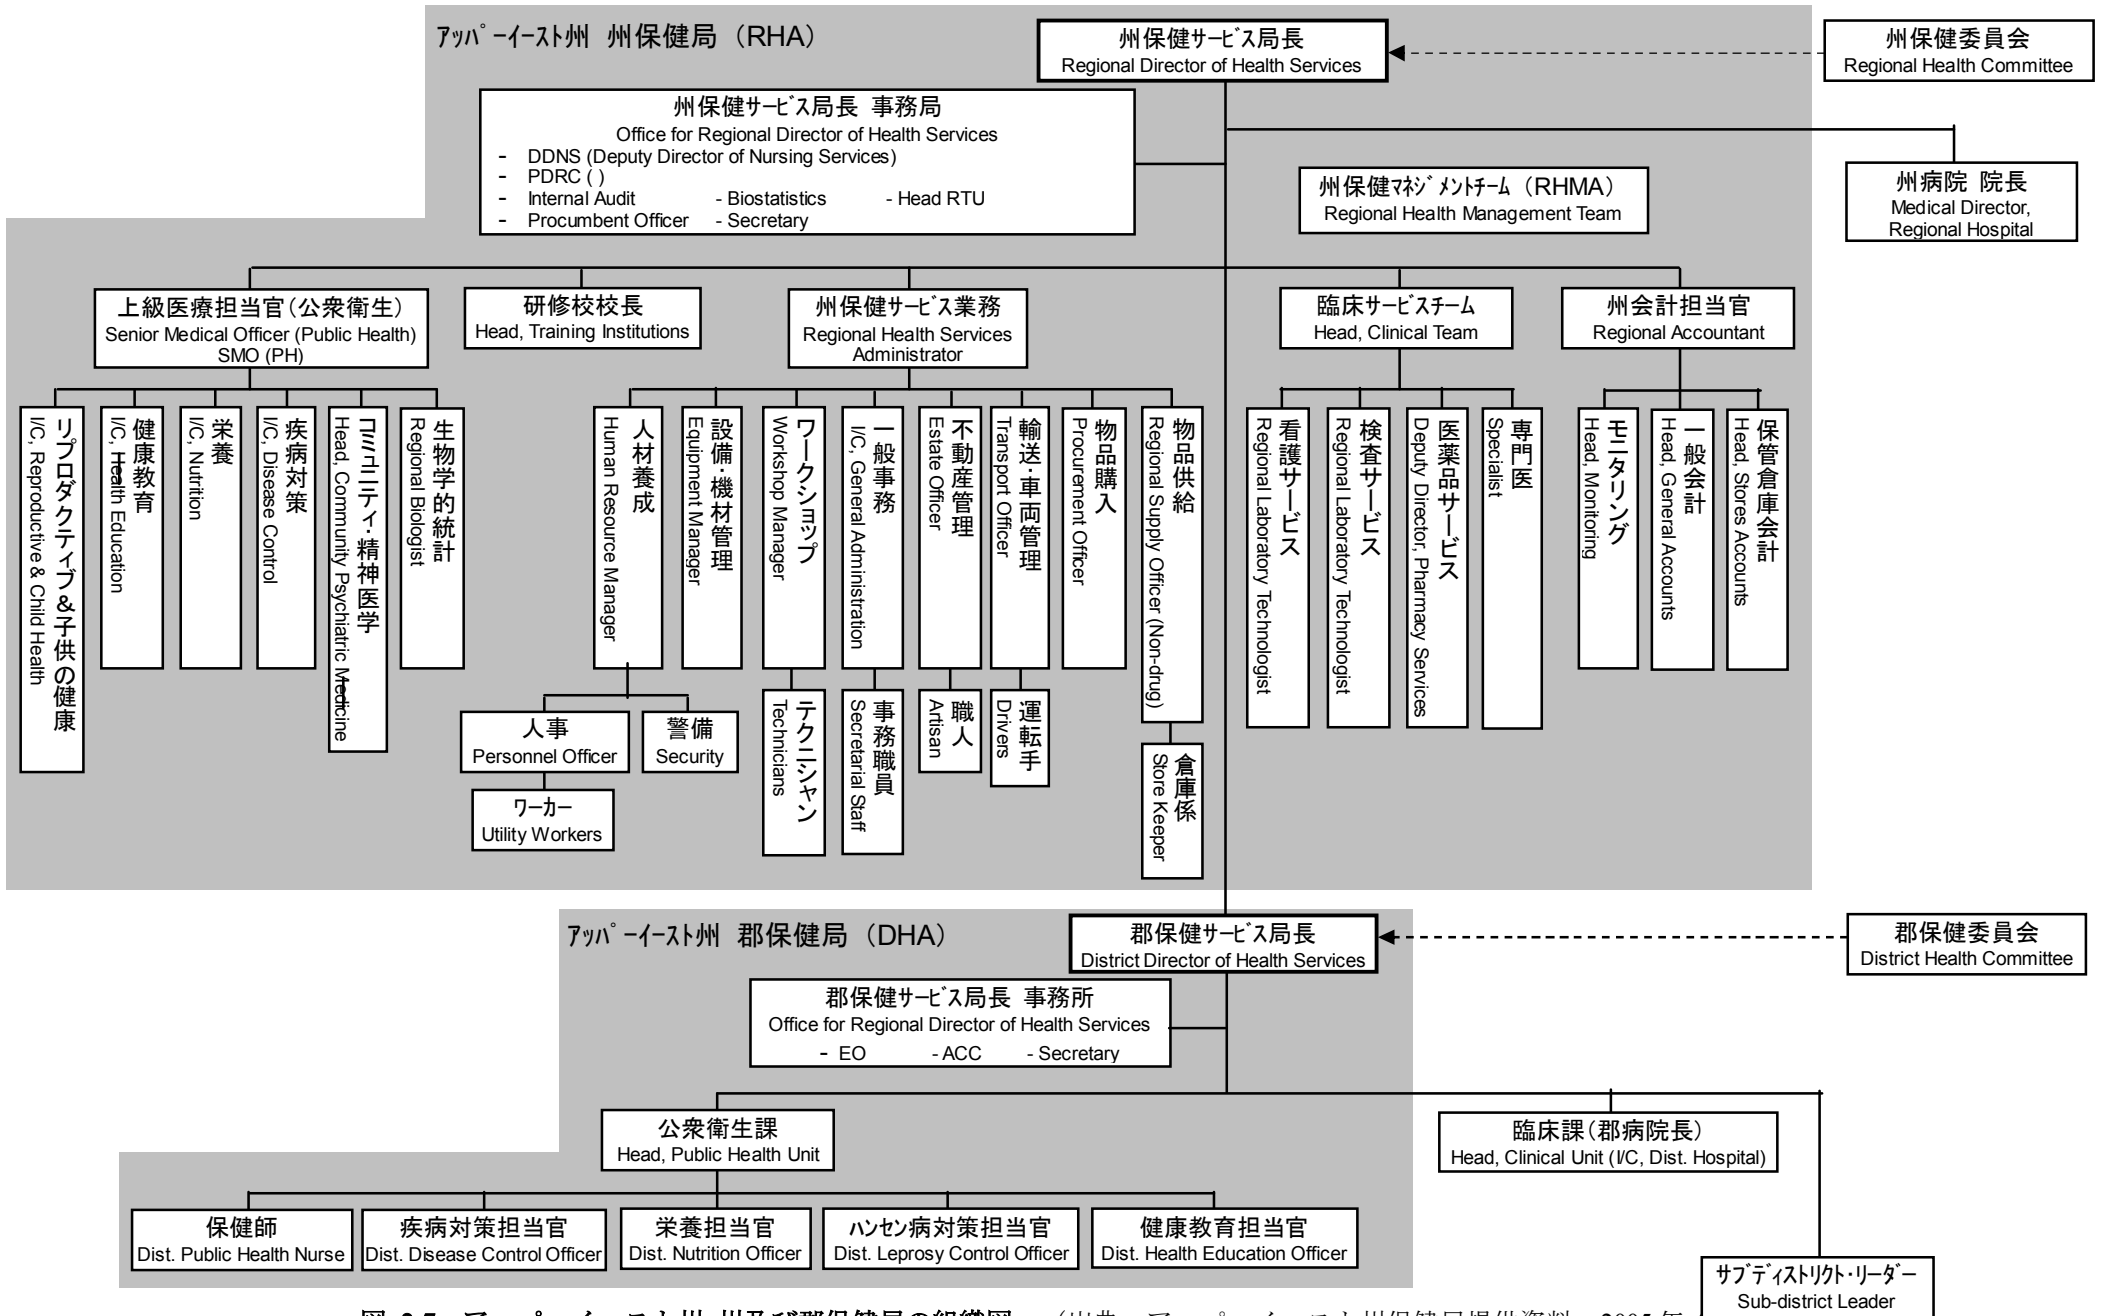 アッパーイースト州 州保健局（RHA）
州保健サービス局長
Regional Director of Health Services
州保健委員会
Regional Health Committee
州保健サービス局長 事務局
Office for Regional Director of Health Services
- DDNS (Deputy Director of Nursing Services)
- PDRC ( )
- Internal Audit - Biostatistics - Head RTU
- Procumbent Officer - Secretary
州保健マネジメントチーム（RHMA）
Regional Health Management Team
州病院 院長
Medical Director,
Regional Hospital
上級医療担当官(公衆衛生)
Senior Medical Officer (Public Health)
SMO (PH)
研修校校長
Head, Training Institutions
州保健サービス業務
Regional Health Services
Administrator
臨床サービスチーム
Head, Clinical Team
州会計担当官
Regional Accountant
リプロダクティブ&子供の健康
I/C, Reproductive & Child Health
健康教育
I/C, Health Education
栄養
I/C, Nutrition
疾病対策
I/C, Disease Control
コミュニティ・精神医学
Head, Community Psychiatric Medicine
生物学的統計
Regional Biologist
人材養成
Human Resource Manager
設備・機材管理
Equipment Manager
ワークショップ
Workshop Manager
一般事務
I/C, General Administration
不動産管理
Estate Officer
輸送・車両管理
Transport Officer
物品購入
Procurement Officer
物品供給
Regional Supply Officer (Non-drug)
看護サービス
Regional Laboratory Technologist
検査サービス
Regional Laboratory Technologist
医薬品サービス
Deputy Director, Pharmacy Services
専門医
Specialist
モニタリング
Head, Monitoring
一般会計
Head, General Accounts
保管倉庫会計
Head, Stores Accounts
人事
Personnel Officer
警備
Security
ワーカー
Utility Workers
テクニシャン
Technicians
事務職員
Secretarial Staff
職人
Artisan
運転手
Drivers
倉庫係
Store Keeper
アッパーイースト州 郡保健局（DHA）
郡保健サービス局長
District Director of Health Services
郡保健委員会
District Health Committee
郡保健サービス局長 事務所
Office for Regional Director of Health Services
- EO - ACC - Secretary
公衆衛生課
Head, Public Health Unit
臨床課(郡病院長)
Head, Clinical Unit (I/C, Dist. Hospital)
保健師
Dist. Public Health Nurse
疾病対策担当官
Dist. Disease Control Officer
栄養担当官
Dist. Nutrition Officer
ハンセン病対策担当官
Dist. Leprosy Control Officer
健康教育担当官
Dist. Health Education Officer
サブディストリクト・リーダー
Sub-district Leader